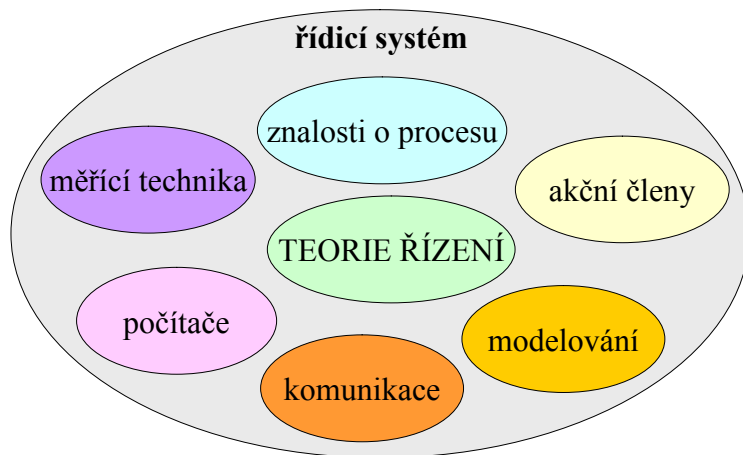 řídicí systém
znalosti o procesu
měřící technika
akční členy
TEORIE ŘÍZENÍ
počítače
modelování
komunikace